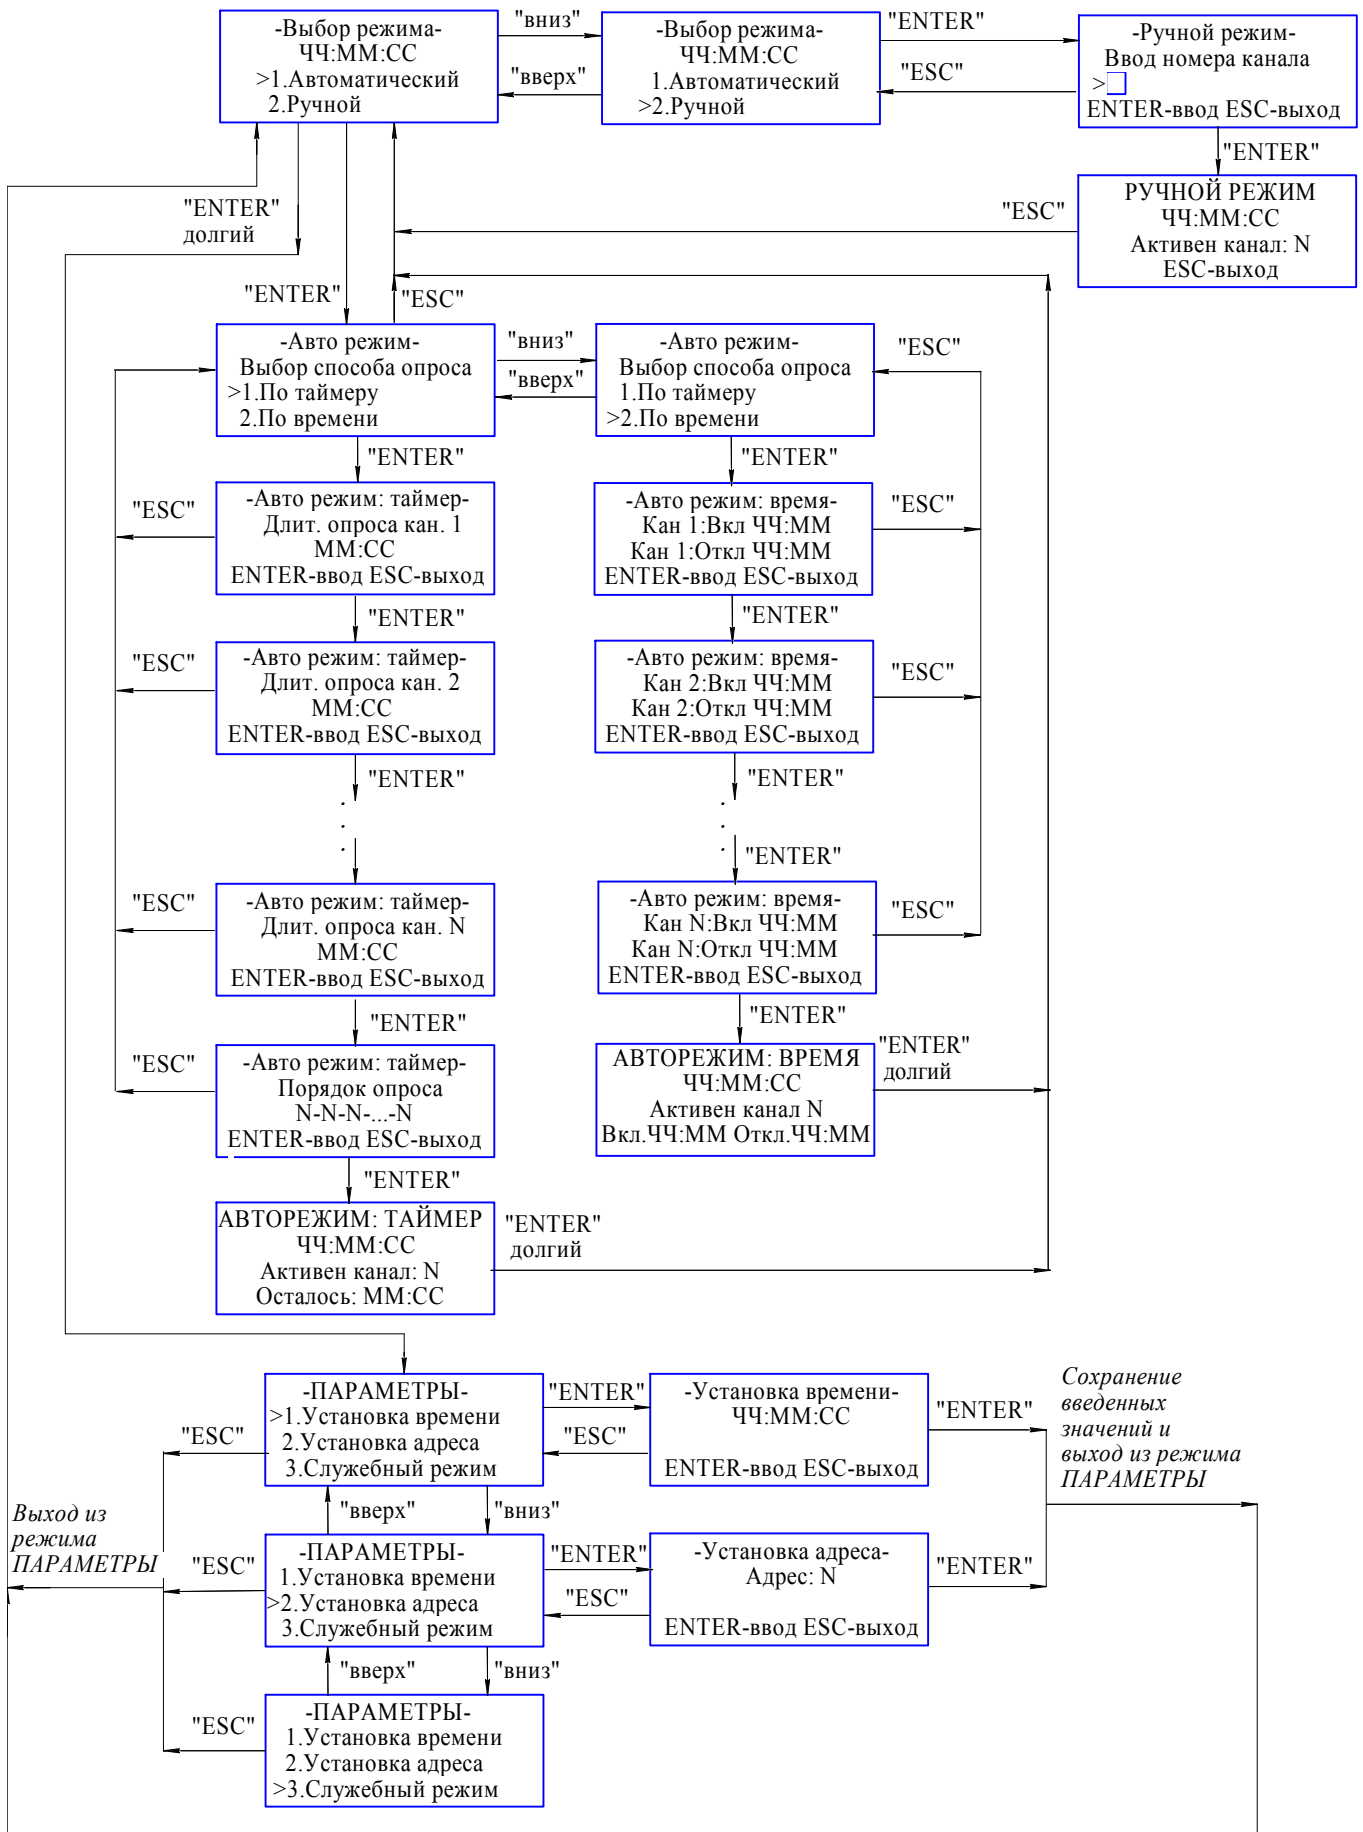 -Выбор режима-
ЧЧ:ММ:СС
>1.Автоматический
2.Ручной
"вниз"
"вверх"
-Выбор режима-
ЧЧ:ММ:СС
1.Автоматический
>2.Ручной
"ENTER"
"ESC"
-Ручной режим-
Ввод номера канала
>
ENTER-ввод ESC-выход
"ENTER"
РУЧНОЙ РЕЖИМ
ЧЧ:ММ:СС
Активен канал: N
ESC-выход
"ESC"
"ENTER"
долгий
"ENTER"
"ESC"
-Авто режим-
Выбор способа опроса
>1.По таймеру
2.По времени
"вниз"
"вверх"
-Авто режим-
Выбор способа опроса
1.По таймеру
>2.По времени
"ESC"
"ENTER"
"ENTER"
"ESC"
-Авто режим: таймер-
Длит. опроса кан. 1
ММ:СС
ENTER-ввод ESC-выход
-Авто режим: время-
Кан 1:Вкл ЧЧ:ММ
Кан 1:Откл ЧЧ:ММ
ENTER-ввод ESC-выход
"ESC"
"ENTER"
"ENTER"
"ESC"
-Авто режим: таймер-
Длит. опроса кан. 2
ММ:СС
ENTER-ввод ESC-выход
-Авто режим: время-
Кан 2:Вкл ЧЧ:ММ
Кан 2:Откл ЧЧ:ММ
ENTER-ввод ESC-выход
"ESC"
"ENTER"
"ENTER"
.
.
.
.
.
.
"ENTER"
"ESC"
-Авто режим: таймер-
Длит. опроса кан. N
ММ:СС
ENTER-ввод ESC-выход
-Авто режим: время-
Кан N:Вкл ЧЧ:ММ
Кан N:Откл ЧЧ:ММ
ENTER-ввод ESC-выход
"ESC"
"ENTER"
"ENTER"
"ESC"
-Авто режим: таймер-
Порядок опроса
N-N-N-...-N
ENTER-ввод ESC-выход
АВТОРЕЖИМ: ВРЕМЯ
ЧЧ:ММ:СС
Активен канал N
Вкл.ЧЧ:ММ Откл.ЧЧ:ММ
"ENTER"
долгий
"ENTER"
АВТОРЕЖИМ: ТАЙМЕР
ЧЧ:ММ:СС
Активен канал: N
Осталось: ММ:СС
"ENTER"
долгий
-ПАРАМЕТРЫ-
>1.Установка времени
2.Установка адреса
3.Служебный режим
"ESC"
"ENTER"
"ESC"
-Установка времени-
ЧЧ:ММ:СС
ENTER-ввод ESC-выход
"ENTER"
Сохранение
введенных
значений и
выход из режима
ПАРАМЕТРЫ
"вверх"
"вниз"
Выход из
режима
ПАРАМЕТРЫ
"ESC"
-ПАРАМЕТРЫ-
1.Установка времени
>2.Установка адреса
3.Служебный режим
"ENTER"
"ESC"
-Установка адреса-
Адрес: N
ENTER-ввод ESC-выход
"ENTER"
"вверх"
"вниз"
"ESC"
-ПАРАМЕТРЫ-
1.Установка времени
2.Установка адреса
>3.Служебный режим